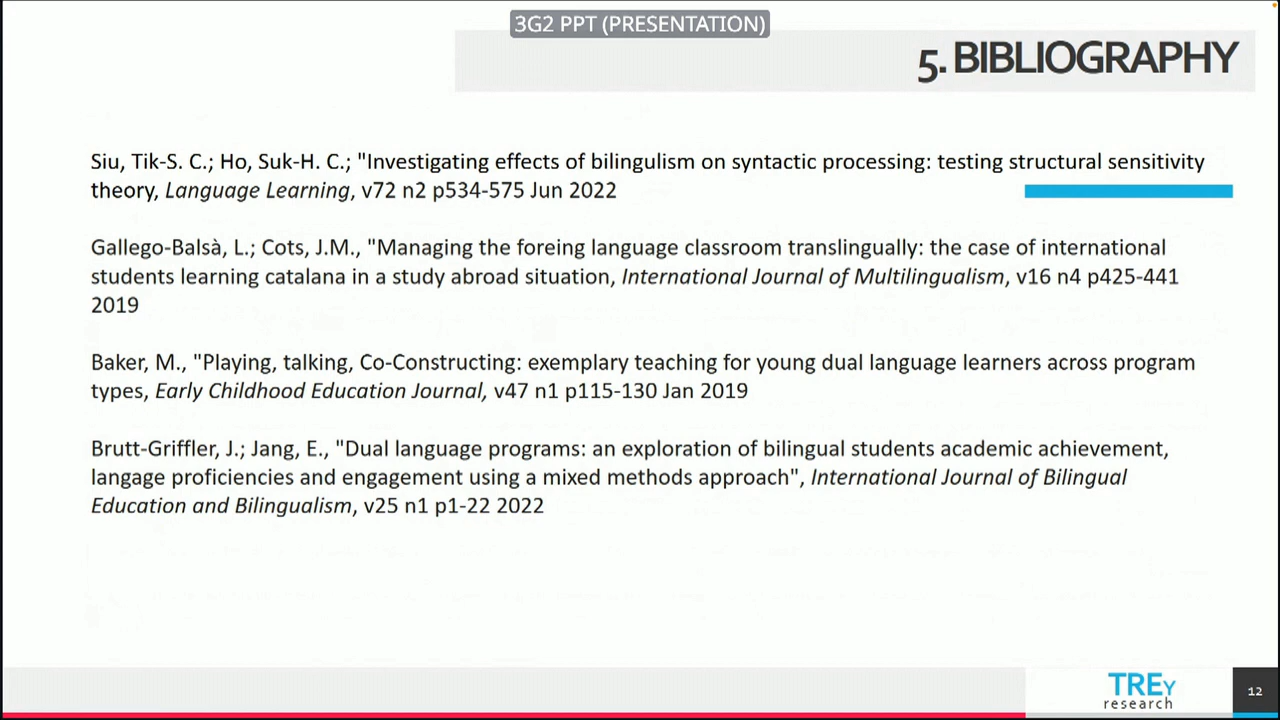 3G2 PPT (PRESENTATION)
5. BIBLIOGRAPHY
Siu, Tik-S. C.; Ho, Suk-H. C.; "Investigating effects of bilingulism on syntactic processing: testing structural sensitivity
theory, Language Learning, v72 n2 p534-575 Jun 2022
Gallego-Balsà, L.; Cots, J.M., "Managing the foreing language classroom translingually: the case of international
students learning catalana in a study abroad situation, International Journal of Multilingualism, v16 n4 p425-441
2019
Baker, M., "Playing, talking, Co-Constructing: exemplary teaching for young dual language learners across program
types, Early Childhood Education Journal, v47 n1 p115-130 Jan 2019
Brutt-Griffler, J.; Jang, E., "Dual language programs: an exploration of bilingual students academic achievement,
langage proficiencies and engagement using a mixed methods approach", International Journal of Bilingual
Education and Bilingualism, v25 n1 p1-22 2022
TREY
research
12